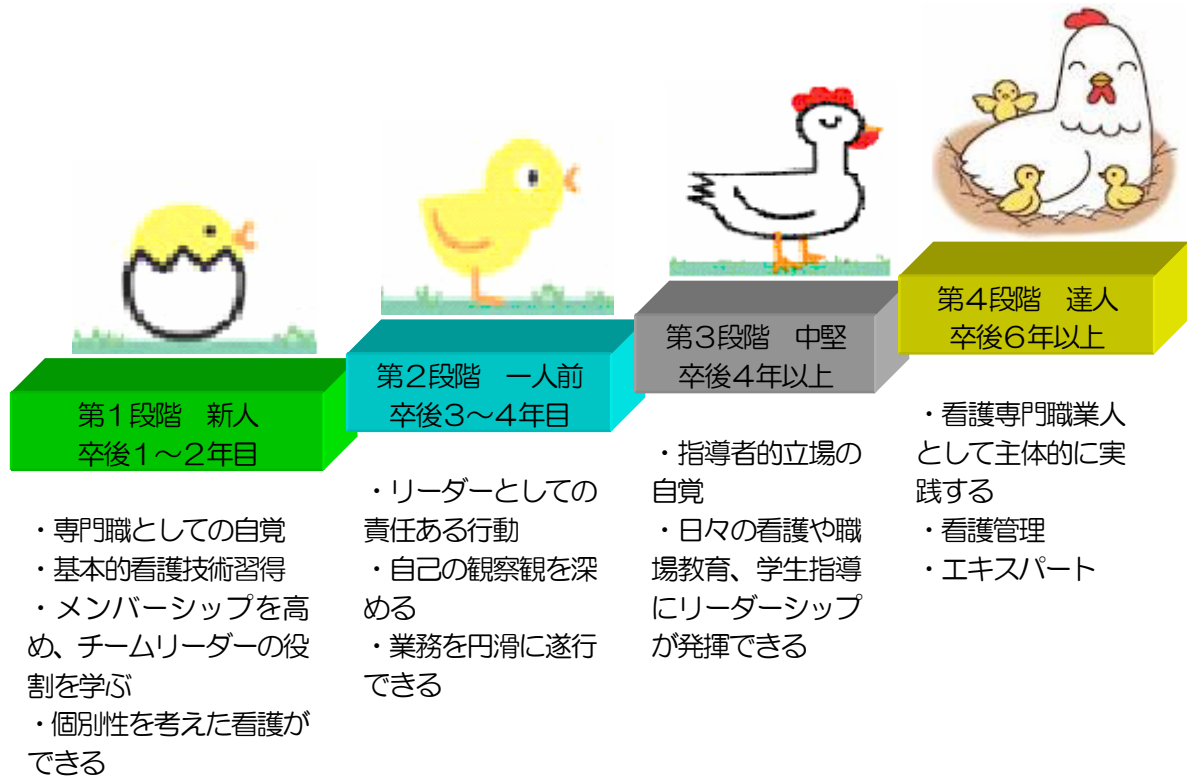 第1段階　新人
卒後1～2年目
・専門職としての自覚
・基本的看護技術習得
・メンバーシップを高
め、チームリーダーの役
割を学ぶ
・個別性を考えた看護が
できる
第2段階　一人前
卒後3～4年目
・リーダーとしての
責任ある行動
・自己の観察観を深
める
・業務を円滑に遂行
できる
第3段階　中堅
卒後4年以上
・指導者的立場の
自覚
・日々の看護や職
場教育、学生指導
にリーダーシップ
が発揮できる
第4段階　達人
卒後6年以上
・看護専門職業人
として主体的に実
践する
・看護管理
・エキスパート